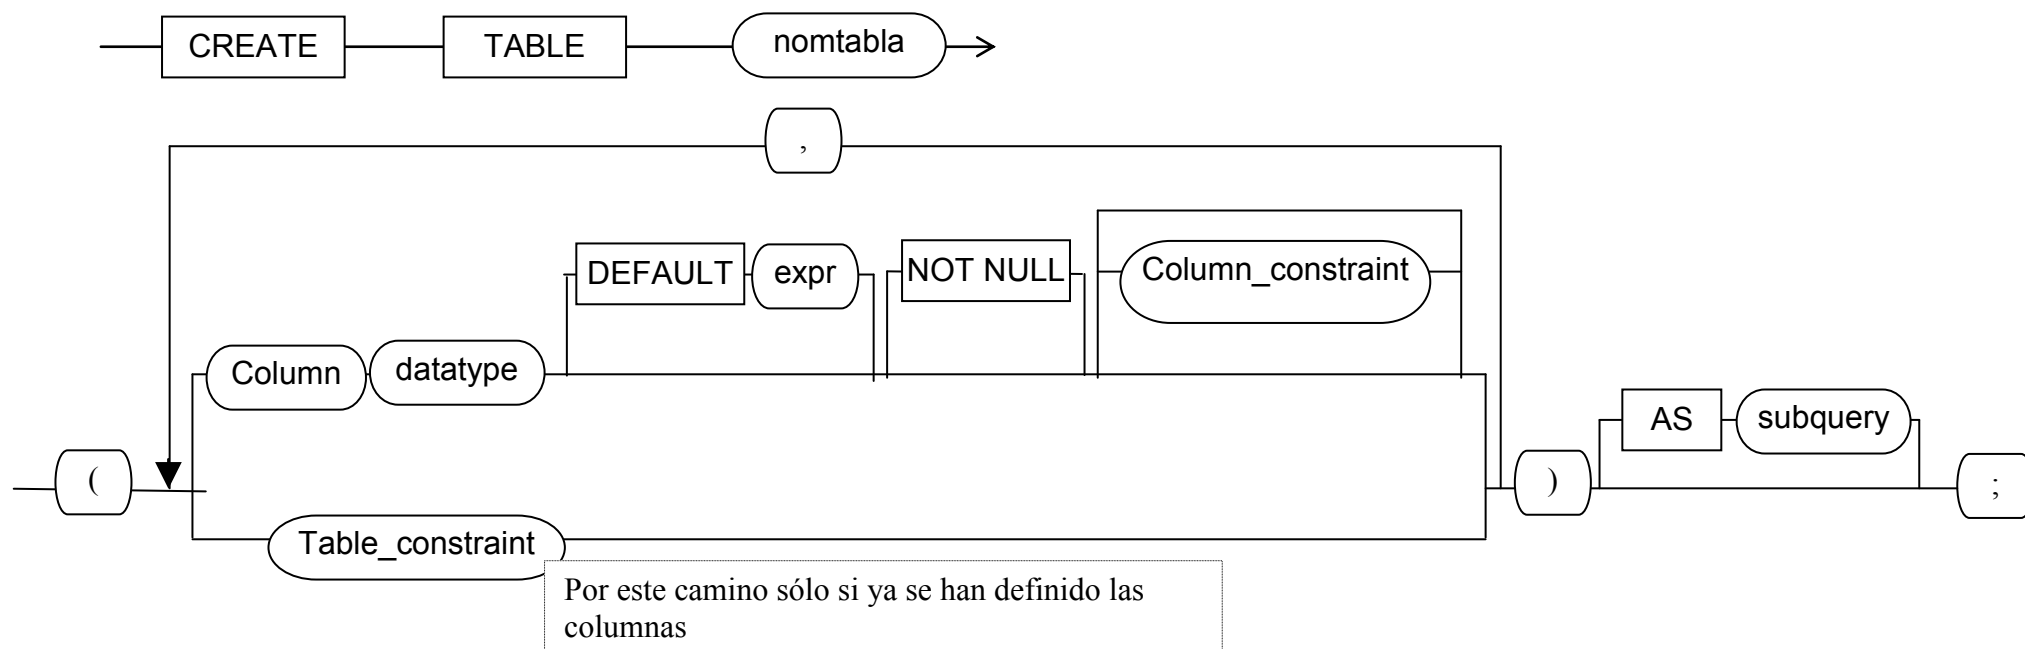 CREATE TABLE nomtabla
,
DEFAULT expr NOT NULL Column_constraint
Column datatype
AS subquery
( ) ;
Table_constraint
Por este camino sólo si ya se han definido las
columnas